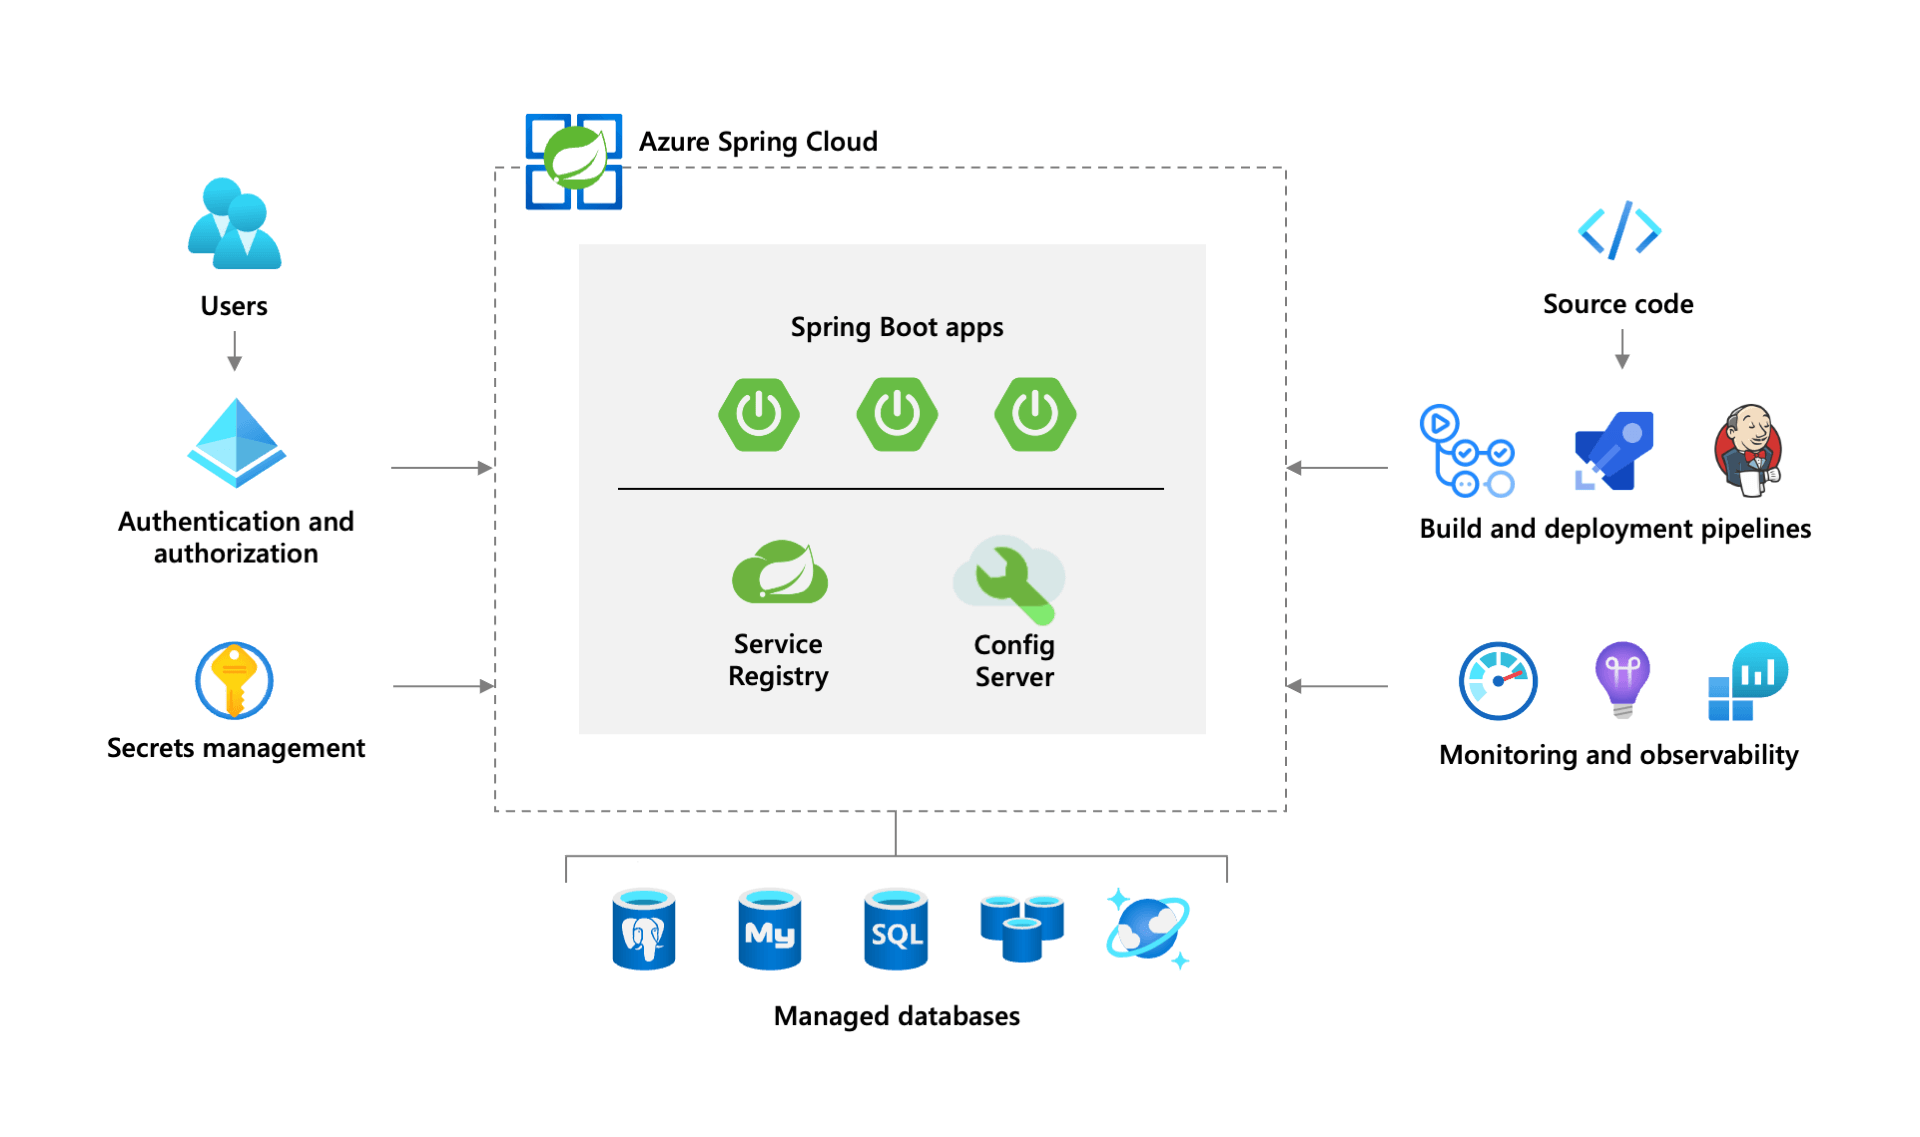 Azure Spring Cloud
Users
Authentication and
authorization
Secrets management
Spring Boot apps
Service
Registry
Config
Server
Source code
Build and deployment pipelines
Monitoring and observability
My
SQL
Managed databases